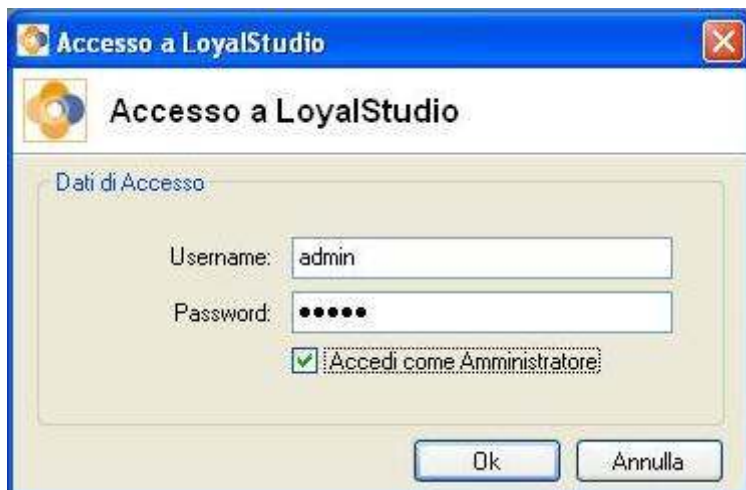 Accesso a LoyalStudio
Accesso a LoyalStudio
Dati di Accesso
Username: admin
Password: •••••
Accedi come Amministratore
Ok Annulla